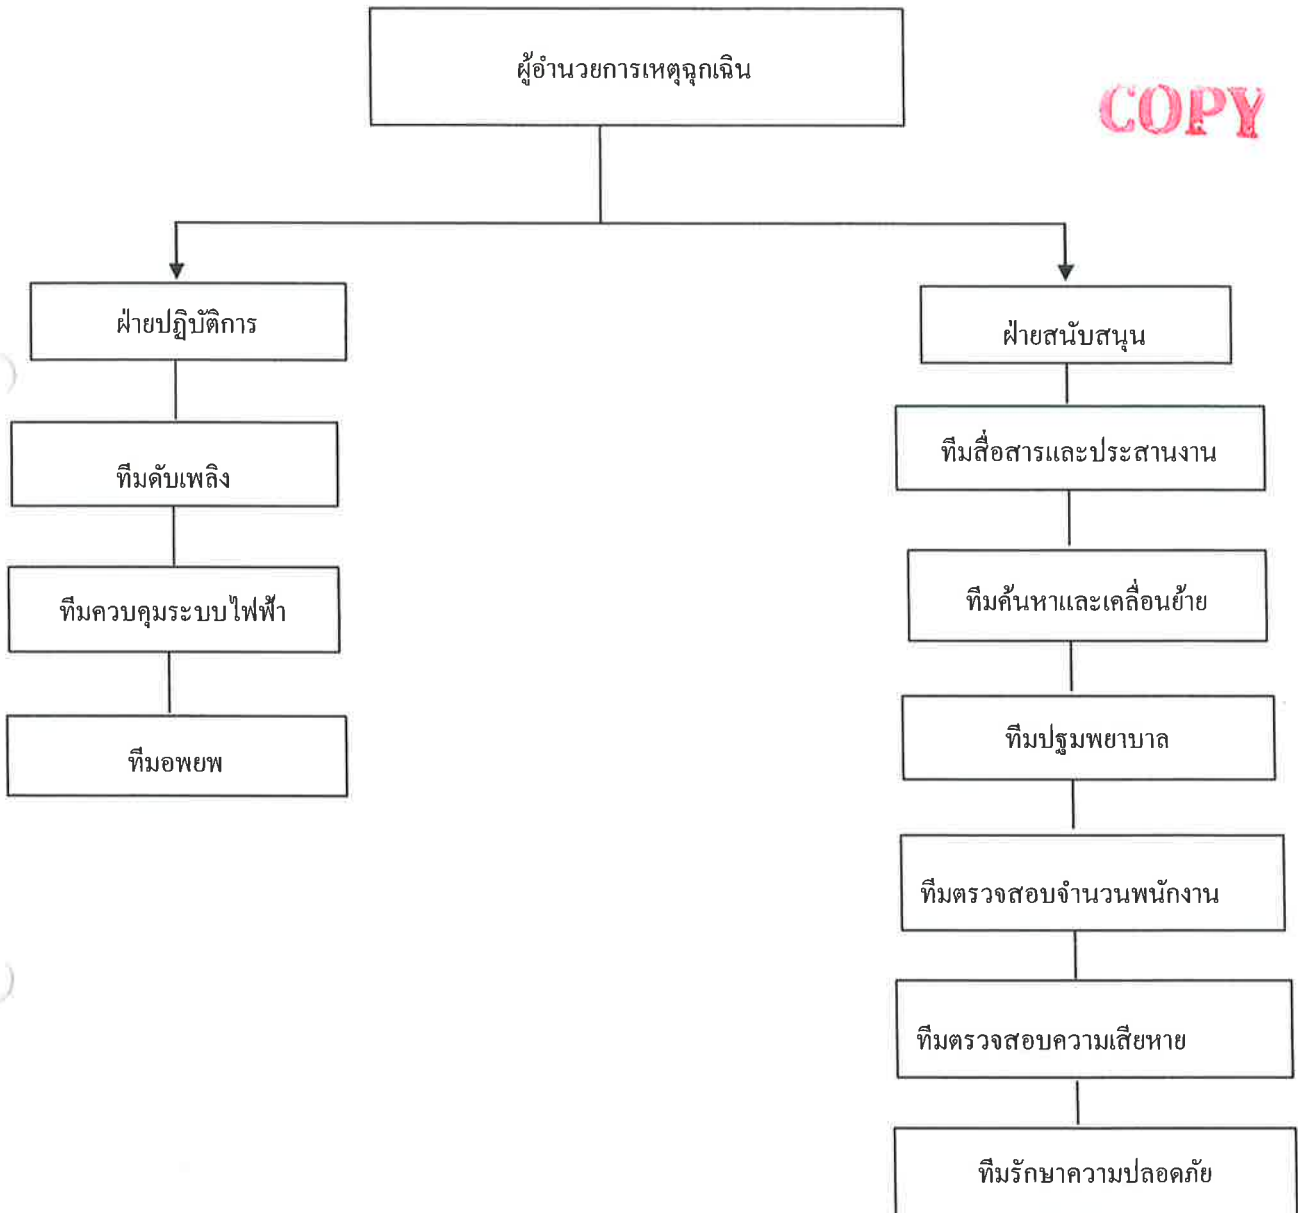 ผู้อำนวยการเหตุฉุกเฉิน
COPY
ฝ่ายปฏิบัติการ
ทีมดับเพลิง
ทีมควบคุมระบบไฟฟ้า
ทีมอพยพ
ฝ่ายสนับสนุน
ทีมสื่อสารและประสานงาน
ทีมค้นหาและเคลื่อนย้าย
ทีมปฐมพยาบาล
ทีมตรวจสอบจำนวนพนักงาน
ทีมตรวจสอบความเสียหาย
ทีมรักษาความปลอดภัย